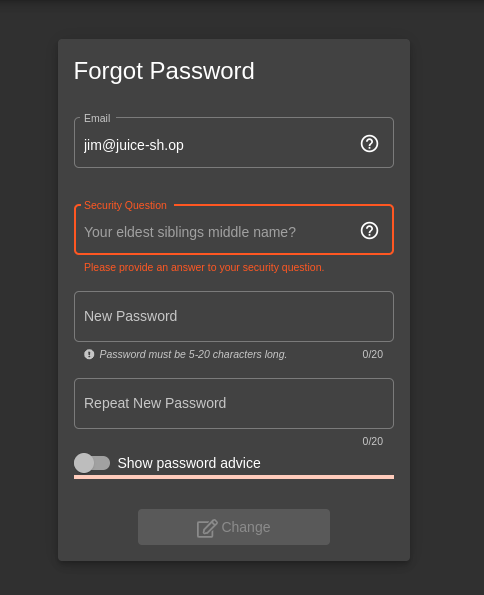 Forgot Password
Email
jim@juice-sh.op
Security Question
Your eldest siblings middle name?
Please provide an answer to your security question.
New Password
Password must be 5-20 characters long. 0/20
Repeat New Password
0/20
Show password advice
Change